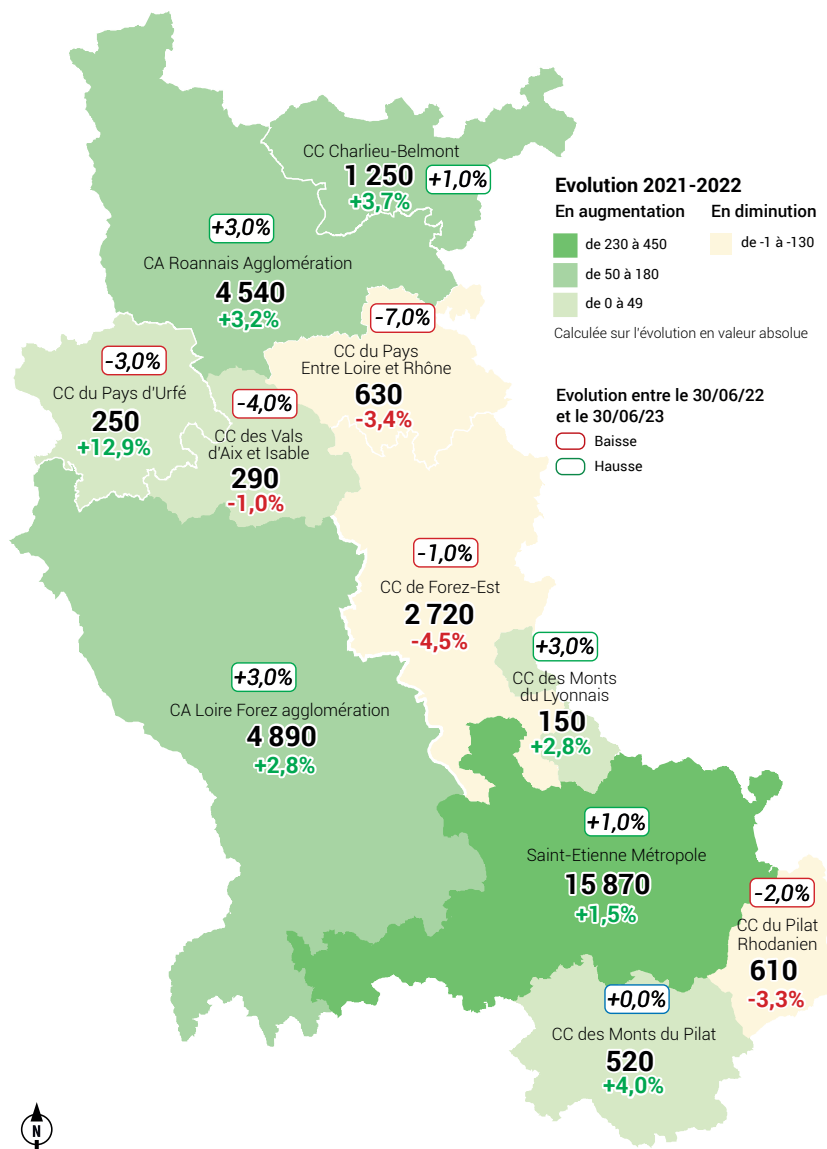 CC Charlieu-Belmont
1 250
+1,0%
+3,7%
Evolution 2021-2022
En augmentation
En diminution
de 230 à 450
de -1 à -130
de 50 à 180
de 0 à 49
Calculée sur l'évolution en valeur absolue
+3,0%
CA Roannais Agglomération
4 540
+3,2%
-7,0%
CC du Pays
Entre Loire et Rhône
630
-3,4%
-3,0%
CC du Pays d'Urfé
250
+12,9%
-4,0%
CC des Vals
d'Aix et Isable
290
-1,0%
Evolution entre le 30/06/22
et le 30/06/23
Baisse
Hausse
-1,0%
CC de Forez-Est
2 720
-4,5%
+3,0%
CC des Monts
du Lyonnais
150
+2,8%
+3,0%
CA Loire Forez agglomération
4 890
+2,8%
+1,0%
Saint-Etienne Métropole
15 870
+1,5%
-2,0%
CC du Pilat
Rhodanien
610
-3,3%
+0,0%
CC des Monts du Pilat
520
+4,0%
N